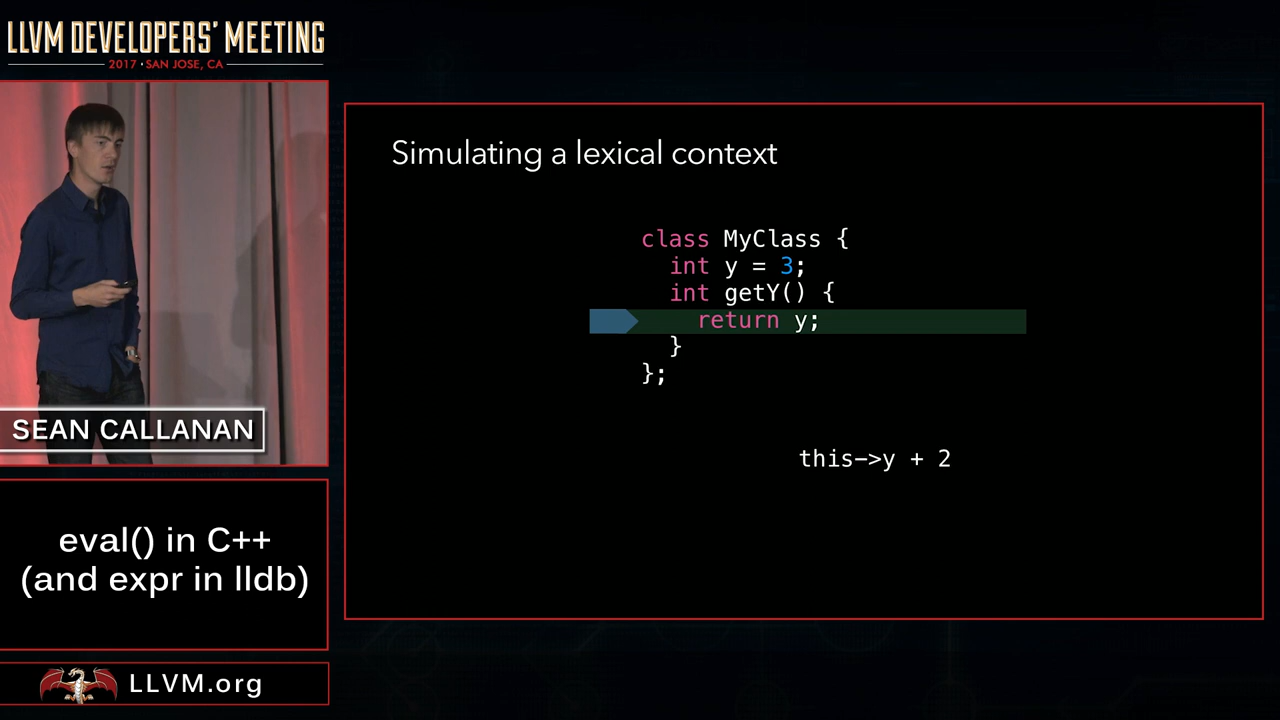 LLVM DEVELOPERS' MEETING
2017 · SAN JOSE, CA
SEAN CALLANAN
eval() in C++
(and expr in lldb)
LLVM.org
Simulating a lexical context
class MyClass {
  int y = 3;
  int getY() {
    return y;
  }
};
this->y + 2